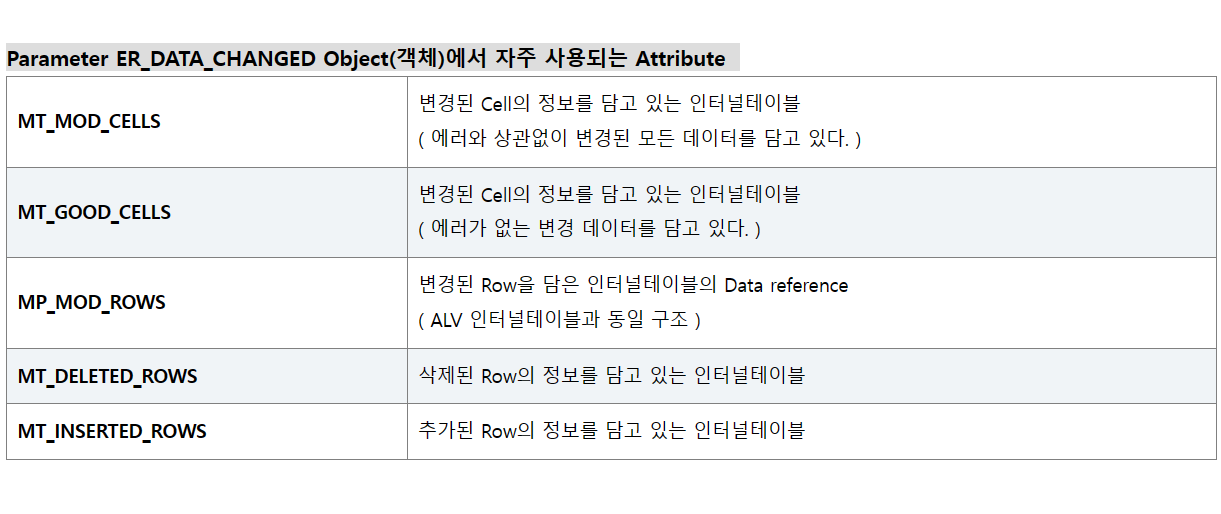 Parameter ER_DATA_CHANGED Object(객체)에서 자주 사용되는 Attribute
MT_MOD_CELLS
변경된 Cell의 정보를 담고 있는 인터널테이블
( 에러와 상관없이 변경된 모든 데이터를 담고 있다. )
MT_GOOD_CELLS
변경된 Cell의 정보를 담고 있는 인터널테이블
( 에러가 없는 변경 데이터를 담고 있다. )
MP_MOD_ROWS
변경된 Row을 담은 인터널테이블의 Data reference
( ALV 인터널테이블과 동일 구조 )
MT_DELETED_ROWS
삭제된 Row의 정보를 담고 있는 인터널테이블
MT_INSERTED_ROWS
추가된 Row의 정보를 담고 있는 인터널테이블